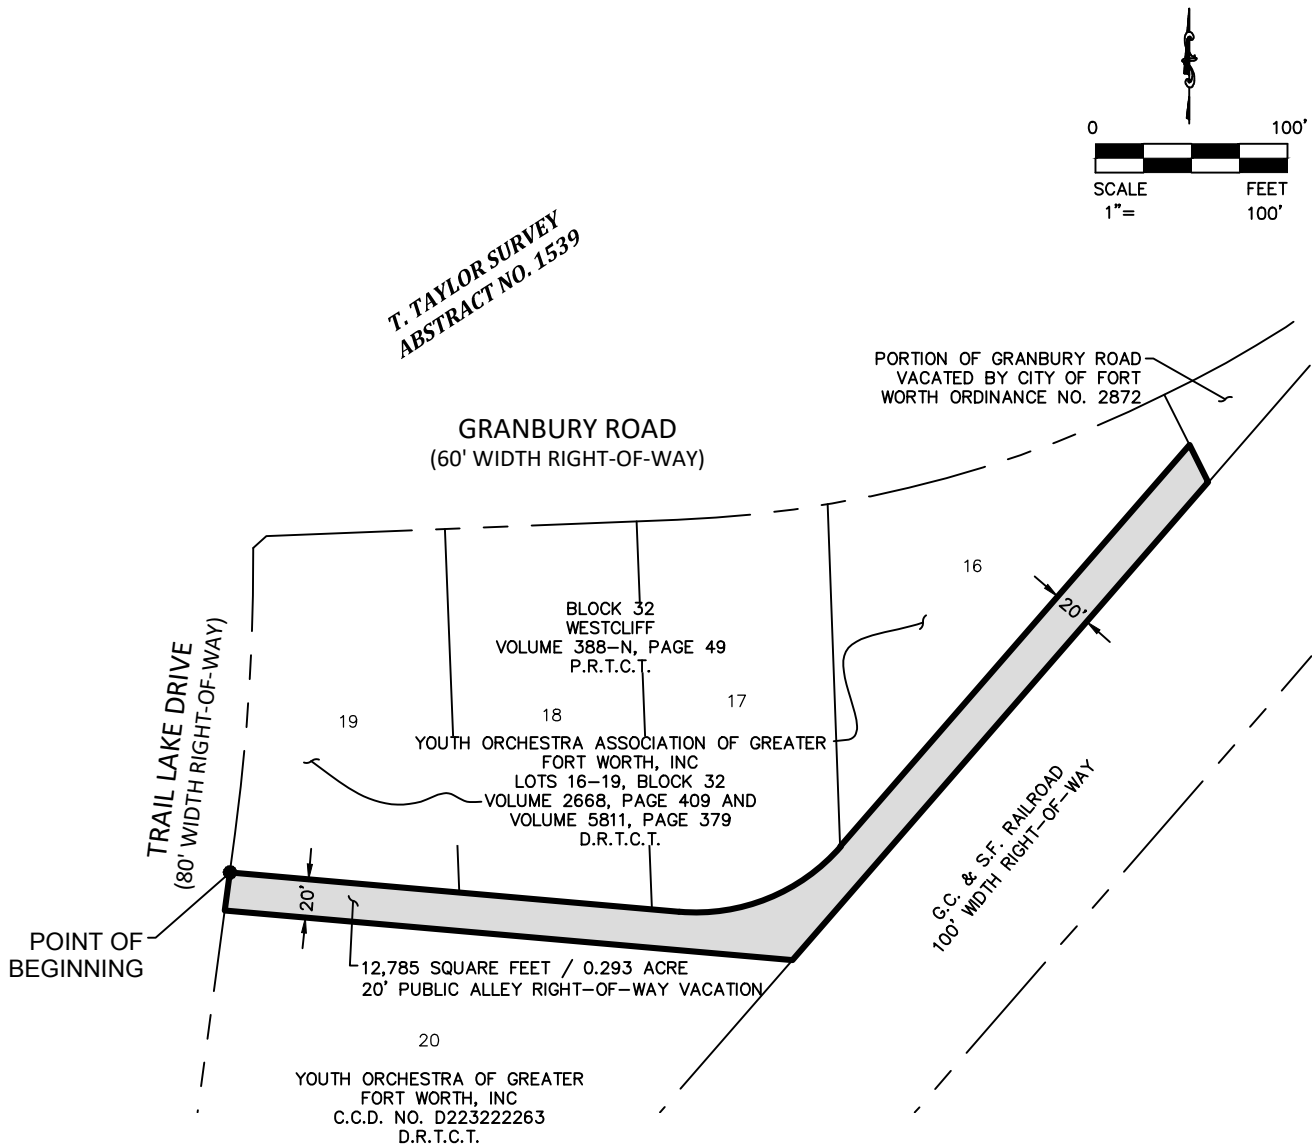 0 100'
SCALE FEET
1"= 100'
T. TAYLOR SURVEY
ABSTRACT NO. 1539
PORTION OF GRANBURY ROAD
VACATED BY CITY OF FORT
WORTH ORDINANCE NO. 2872
GRANBURY ROAD
(60' WIDTH RIGHT-OF-WAY)
16
20'
BLOCK 32
WESTCLIFF
VOLUME 388-N, PAGE 49
P.R.T.C.T.
TRAIL LAKE DRIVE
(80' WIDTH RIGHT-OF-WAY)
19
18
17
YOUTH ORCHESTRA ASSOCIATION OF GREATER
FORT WORTH, INC
LOTS 16-19, BLOCK 32
VOLUME 2668, PAGE 409 AND
VOLUME 5811, PAGE 379
D.R.T.C.T.
G.C. & S.F. RAILROAD
100' WIDTH RIGHT-OF-WAY
20'
POINT OF
BEGINNING
12,785 SQUARE FEET / 0.293 ACRE
20' PUBLIC ALLEY RIGHT-OF-WAY VACATION
20
YOUTH ORCHESTRA OF GREATER
FORT WORTH, INC
C.C.D. NO. D223222263
D.R.T.C.T.